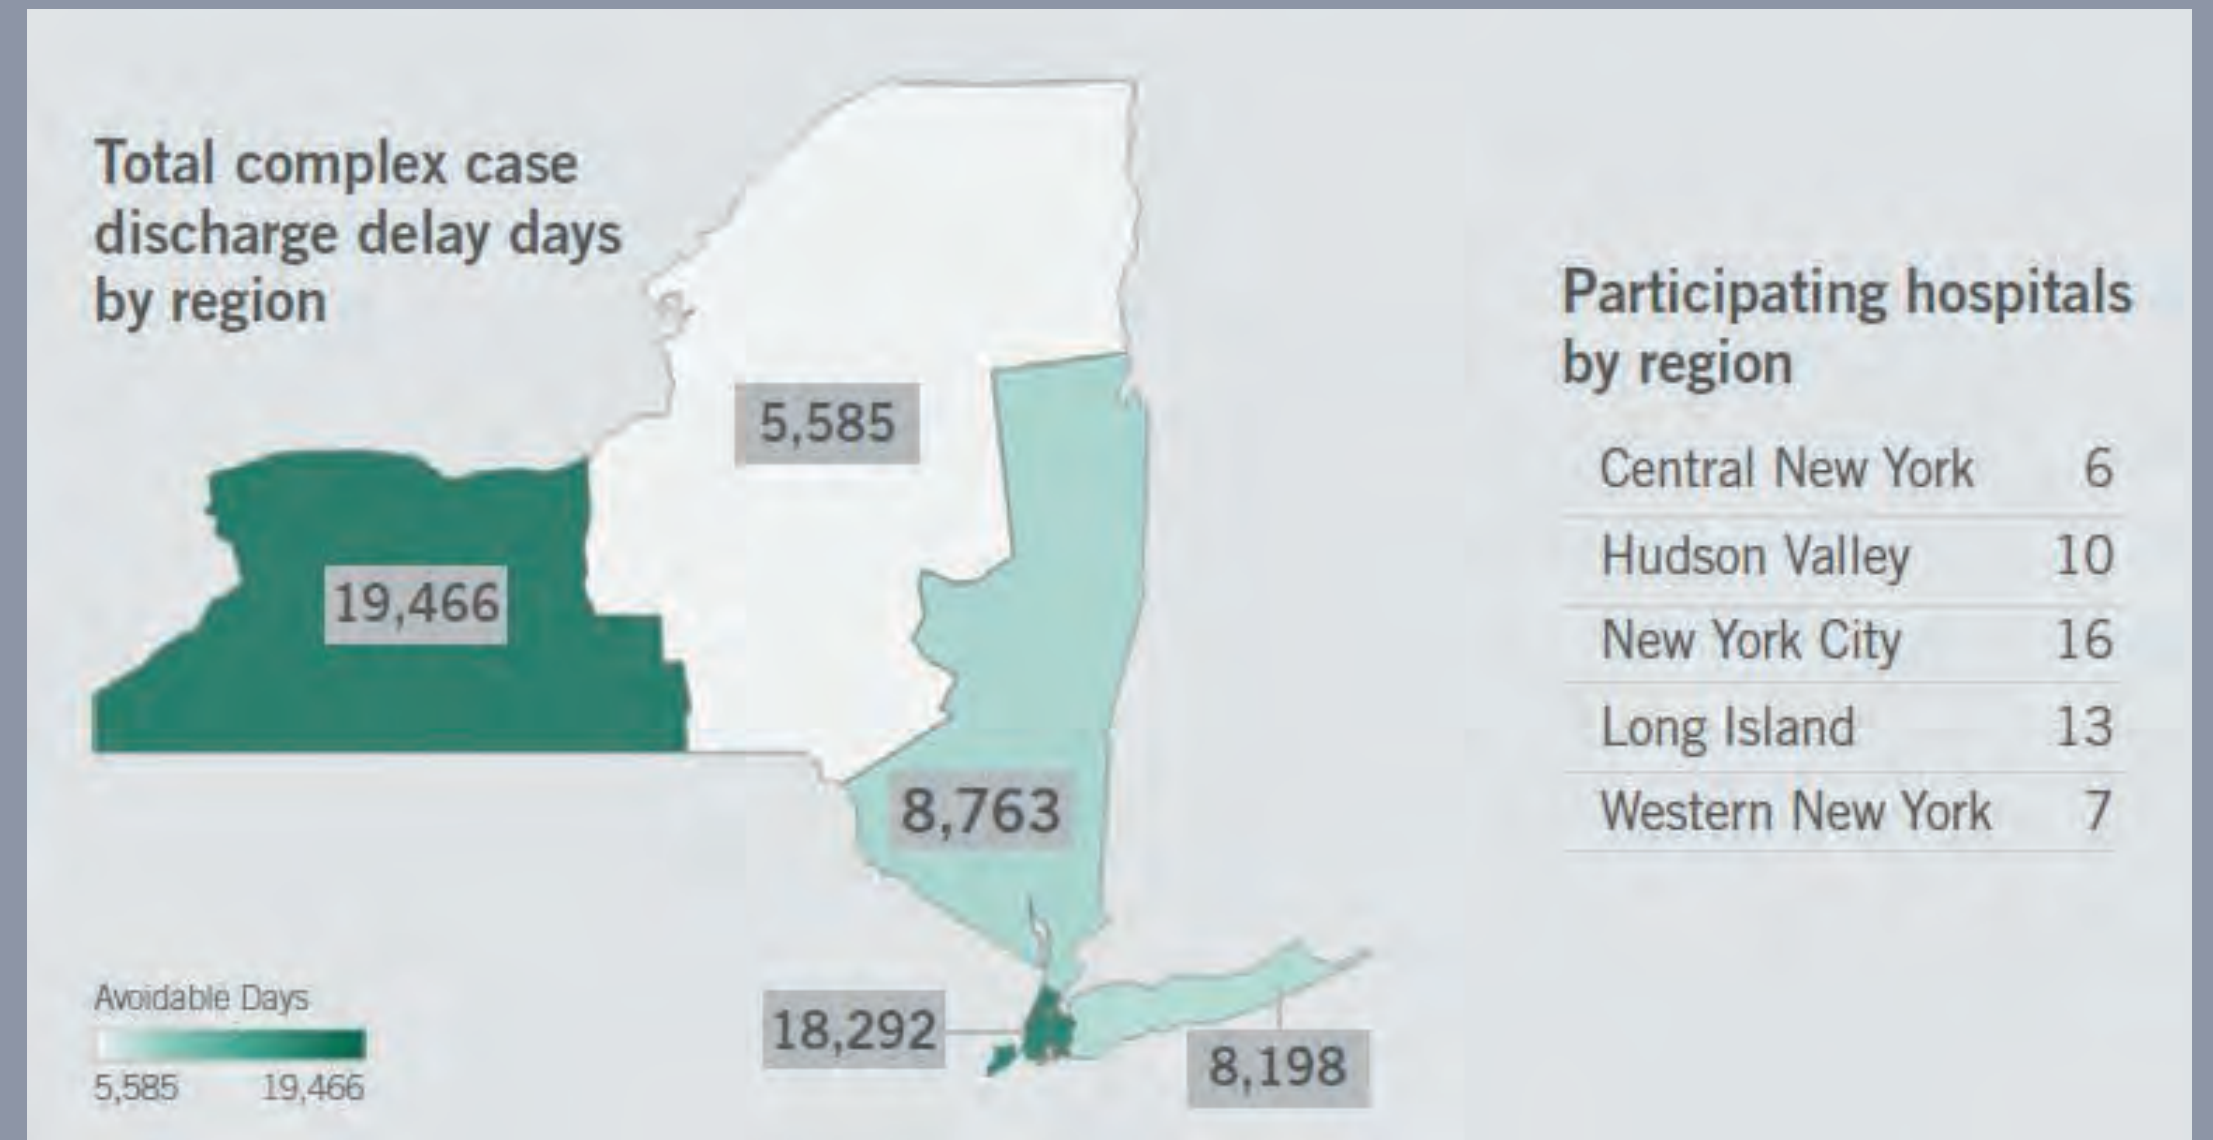 Total complex case
discharge delay days
by region
5,585
19,466
8,763
18,292
8,198
Avoidable Days
5,585 19,466
Participating hospitals
by region
Central New York 6
Hudson Valley 10
New York City 16
Long Island 13
Western New York 7